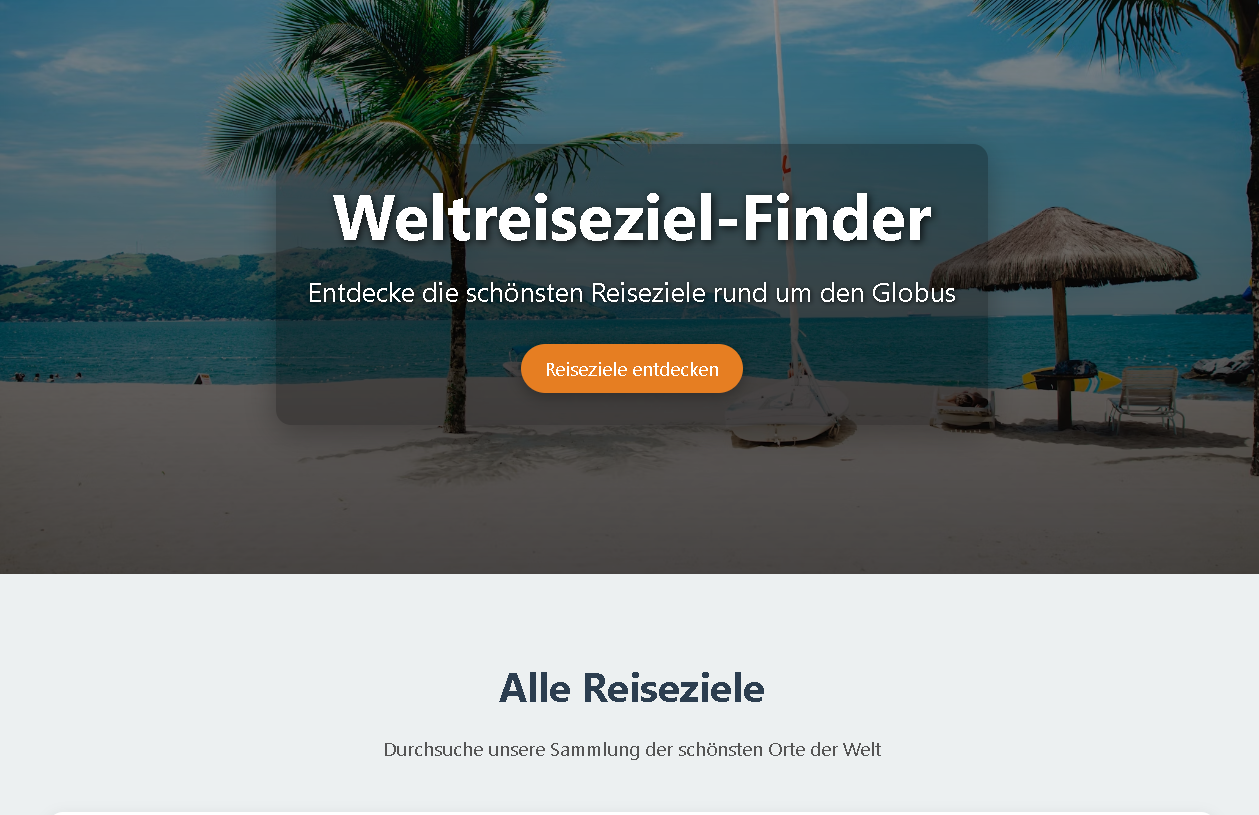 Weltreiseziel-Finder
Entdecke die schönsten Reiseziele rund um den Globus
Reiseziele entdecken
Alle Reiseziele
Durchsuche unsere Sammlung der schönsten Orte der Welt